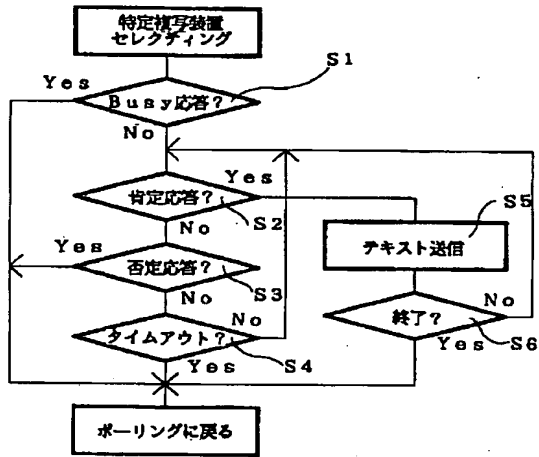 特定複写装置
セレクティング
S1
Yes
Busy応答?
No
肯定応答?
Yes
S2
No
S5
テキスト送信
Yes
否定応答?
S3
No
タイムアウト?
No
S4
Yes
終了?
No
S6
Yes
ポーリングに戻る